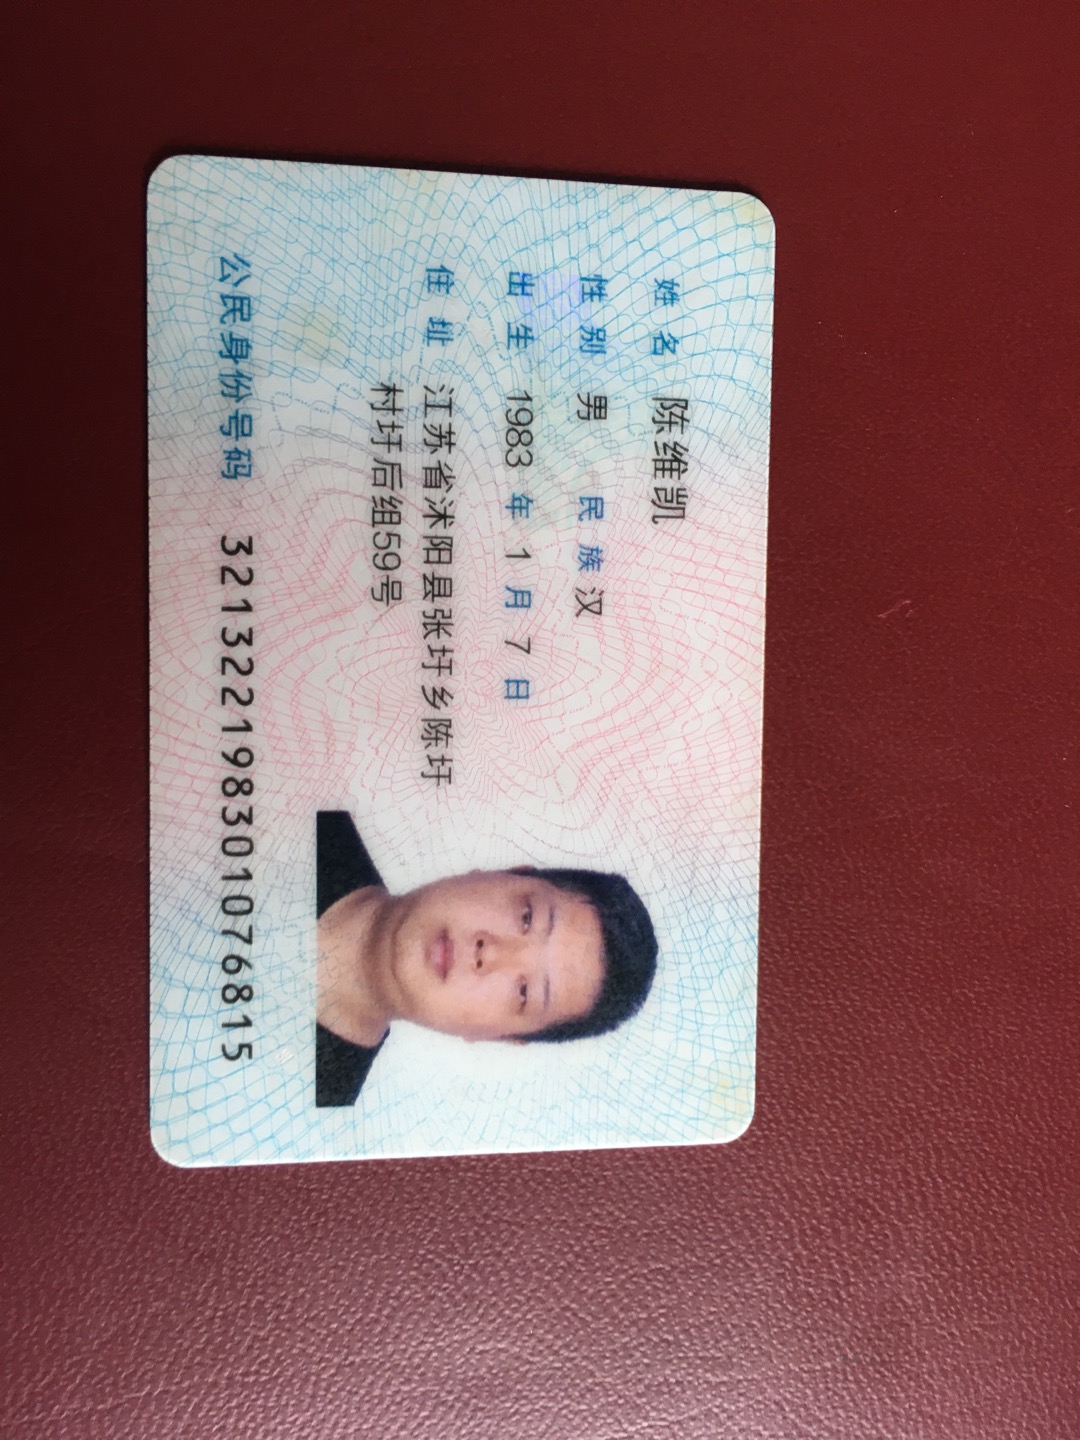 姓名 陈维凯
性别 男 民族 汉
出生 1983 年 1 月 7 日
住址 江苏省沭阳县张圩乡陈圩
村圩后组59号
公民身份号码 321322198301076815